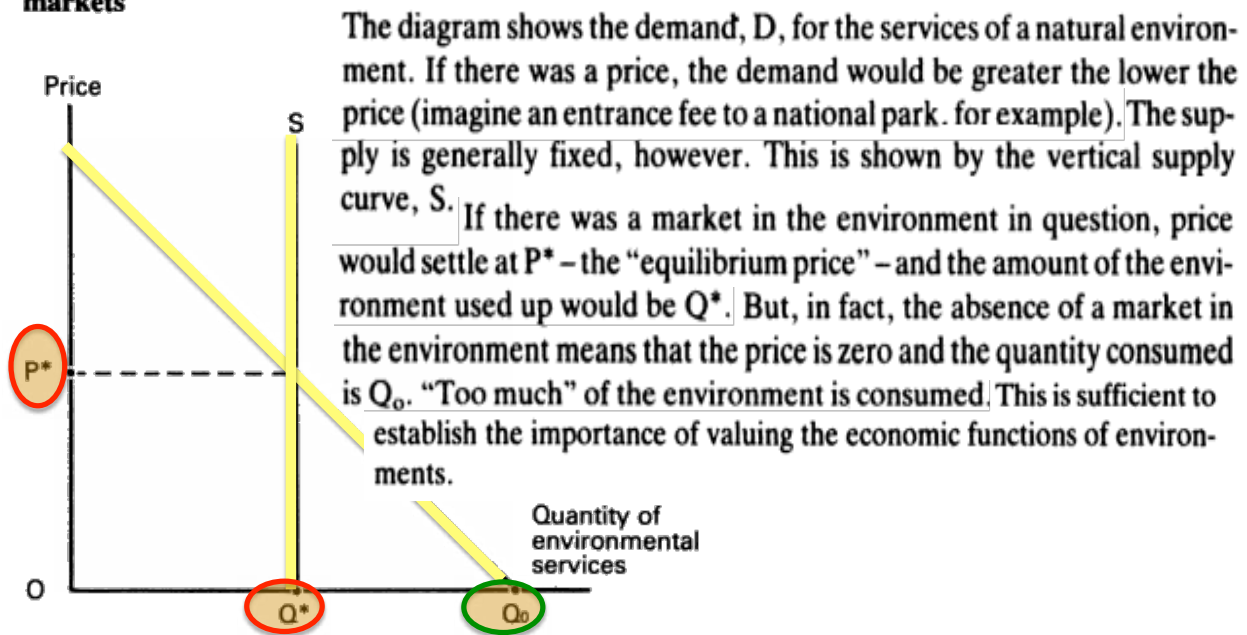 markets
The diagram shows the demand, D, for the services of a natural environ-
ment. If there was a price, the demand would be greater the lower the
price (imagine an entrance fee to a national park. for example). The sup-
ply is generally fixed, however. This is shown by the vertical supply
curve, S.
If there was a market in the environment in question, price
would settle at P* – the “equilibrium price” – and the amount of the envi-
ronment used up would be Q*. But, in fact, the absence of a market in
the environment means that the price is zero and the quantity consumed
is Qₒ. “Too much” of the environment is consumed. This is sufficient to
establish the importance of valuing the economic functions of environ-
ments.
Price
S
P*
Quantity of
environmental
services
O
Q*
Q₀